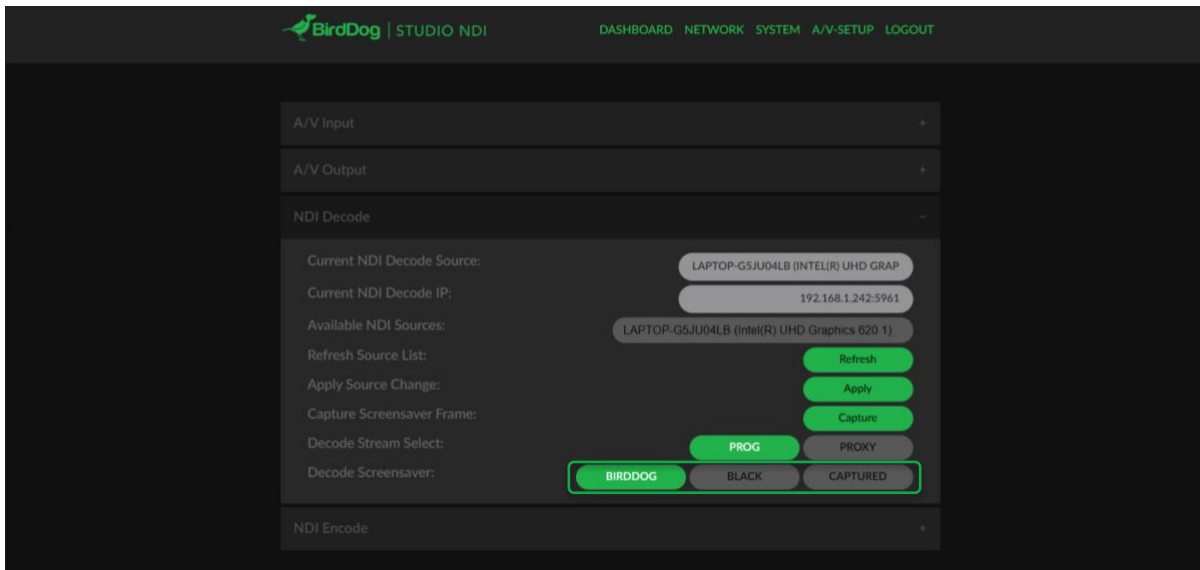 BirdDog | STUDIO NDI DASHBOARD NETWORK SYSTEM A/V-SETUP LOGOUT
A/V Input +
A/V Output +
NDI Decode -
Current NDI Decode Source: LAPTOP-G5JU04LB (INTEL(R) UHD GRAP
Current NDI Decode IP: 192.168.1.242:5961
Available NDI Sources: LAPTOP-G5JU04LB (Intel(R) UHD Graphics 620 1)
Refresh Source List: Refresh
Apply Source Change: Apply
Capture Screensaver Frame: Capture
Decode Stream Select: PROG PROXY
Decode Screensaver: BIRDDOG BLACK CAPTURED
NDI Encode +